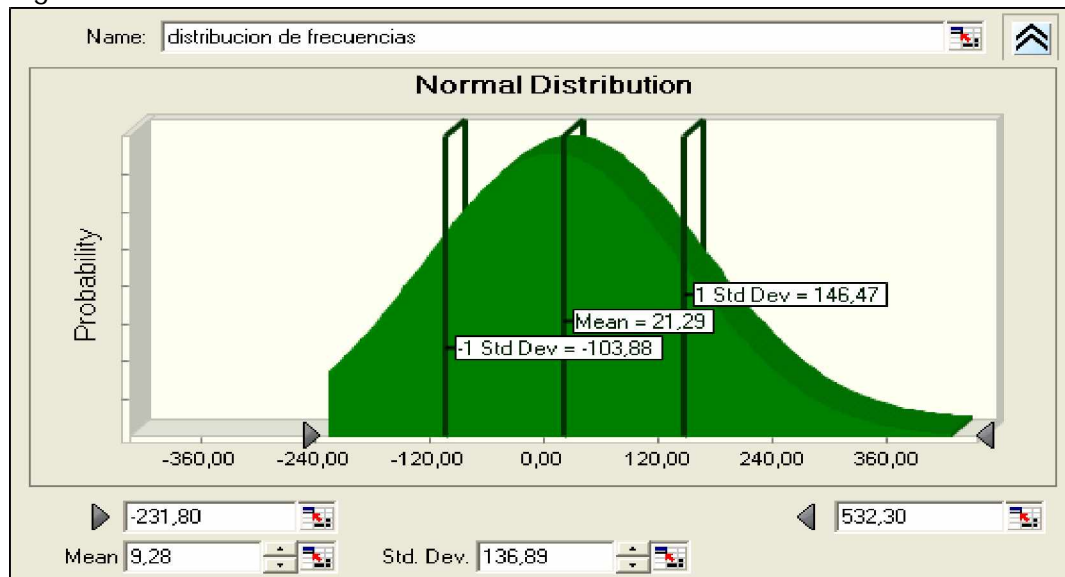 Name: distribucion de frecuencias
Normal Distribution
Probability
1 Std Dev = 146,47
Mean = 21,29
-1 Std Dev = -103,88
-360,00 -240,00 -120,00 0,00 120,00 240,00 360,00
-231,80 532,30
Mean 9,28 Std. Dev. 136,89